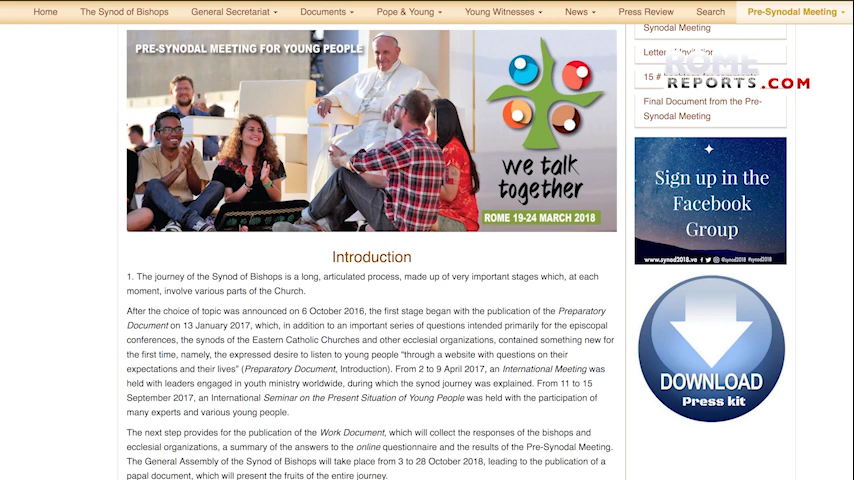 Home The Synod of Bishops General Secretariat Documents Pope & Young Young Witnesses News Press Review Search Pre-Synodal Meeting
PRE-SYNODAL MEETING FOR YOUNG PEOPLE
we talk
together
ROME 19-24 MARCH 2018
Introduction
1. The journey of the Synod of Bishops is a long, articulated process, made up of very important stages which, at each
moment, involve various parts of the Church.
After the choice of topic was announced on 6 October 2016, the first stage began with the publication of the Preparatory
Document on 13 January 2017, which, in addition to an important series of questions intended primarily for the episcopal
conferences, the synods of the Eastern Catholic Churches and other ecclesial organizations, contained something new for
the first time, namely, the expressed desire to listen to young people “through a website with questions on their
expectations and their lives” (Preparatory Document, Introduction). From 2 to 9 April 2017, an International Meeting was
held with leaders engaged in youth ministry worldwide, during which the synod journey was explained. From 11 to 15
September 2017, an International Seminar on the Present Situation of Young People was held with the participation of
many experts and various young people.
The next step provides for the publication of the Work Document, which will collect the responses of the bishops and
ecclesial organizations, a summary of the answers to the online questionnaire and the results of the Pre-Synodal Meeting.
The General Assembly of the Synod of Bishops will take place from 3 to 28 October 2018, leading to the publication of a
papal document, which will present the fruits of the entire journey.
Synodal Meeting
Letter of Invitation
ROME
REPORTS.COM
15 #
Final Document from the Pre-
Synodal Meeting
Sign up in the
Facebook
Group
www.synod2018.va @synod2018 #synod2018
DOWNLOAD
Press kit